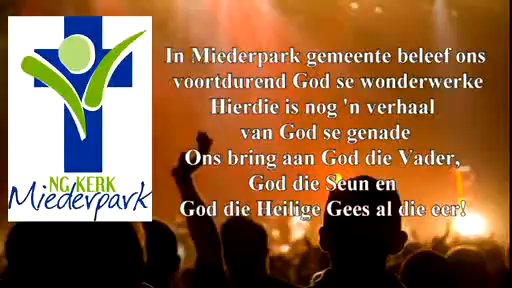 NG KERK
Miederpark
In Miederpark gemeente beleef ons
voortdurend God se wonderwerke
Hierdie is nog 'n verhaal
van God se genade
Ons bring aan God die Vader,
God die Seun en
God die Heilige Gees al die eer!